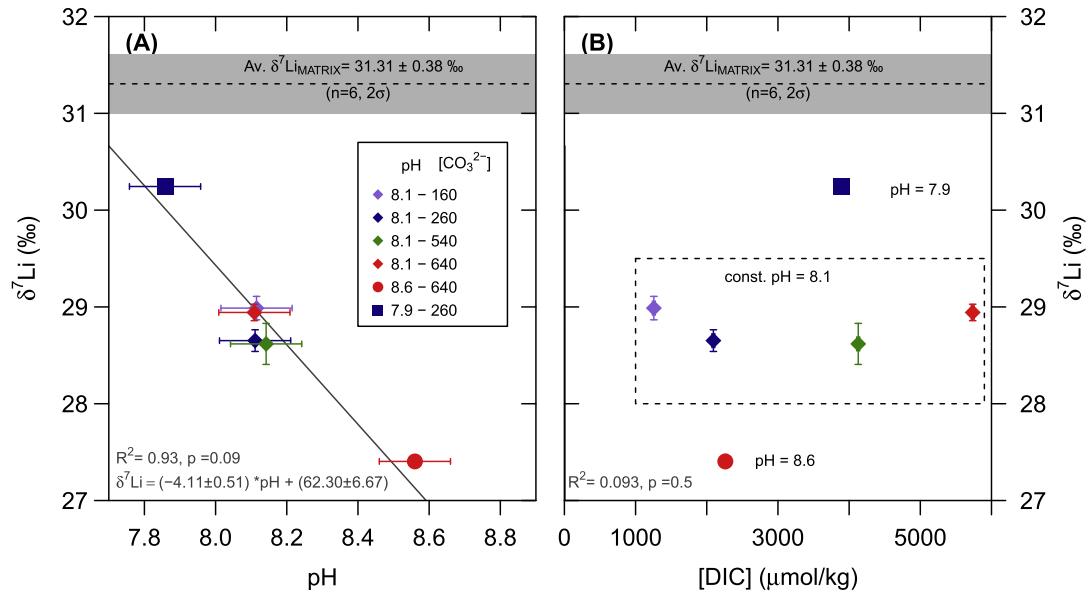 (A)
Av. δ⁷Li_MATRIX = 31.31 ± 0.38 ‰
(n=6, 2σ)
pH [CO₃²⁻]
8.1 − 160
8.1 − 260
8.1 − 540
8.1 − 640
8.6 − 640
7.9 − 260
R²= 0.93, p =0.09
δ⁷Li = (−4.11±0.51) *pH + (62.30±6.67)
32
31
30
29
28
27
δ⁷Li (‰)
7.8 8.0 8.2 8.4 8.6 8.8
pH
(B)
Av. δ⁷Li_MATRIX = 31.31 ± 0.38 ‰
(n=6, 2σ)
pH = 7.9
const. pH = 8.1
pH = 8.6
R²= 0.093, p =0.5
32
31
30
29
28
27
δ⁷Li (‰)
0 1000 3000 5000
[DIC] (μmol/kg)